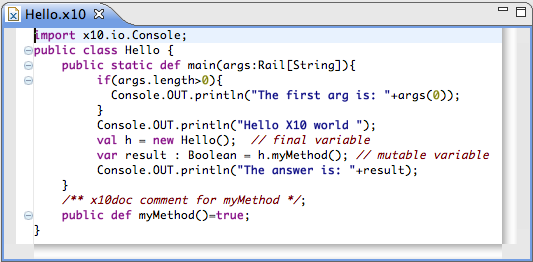 Hello.x10
import x10.io.Console;
public class Hello {
    public static def main(args:Rail[String]){
        if(args.length>0){
          Console.OUT.println("The first arg is: "+args(0));
        }
        Console.OUT.println("Hello X10 world ");
        val h = new Hello();  // final variable
        var result : Boolean = h.myMethod(); // mutable variable
        Console.OUT.println("The answer is: "+result);
    }
    /** x10doc comment for myMethod */;
    public def myMethod()=true;
}